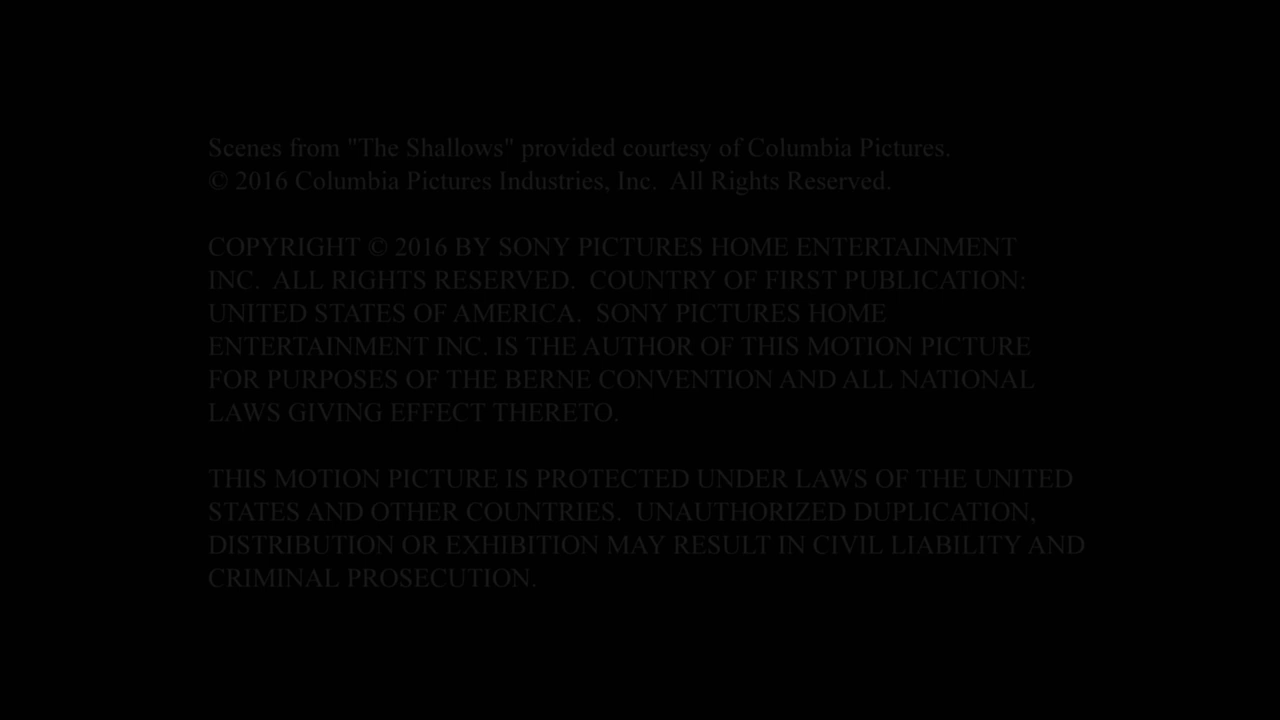 Scenes from "The Shallows" provided courtesy of Columbia Pictures.
© 2016 Columbia Pictures Industries, Inc.  All Rights Reserved.
COPYRIGHT © 2016 BY SONY PICTURES HOME ENTERTAINMENT
INC.  ALL RIGHTS RESERVED.  COUNTRY OF FIRST PUBLICATION:
UNITED STATES OF AMERICA.  SONY PICTURES HOME
ENTERTAINMENT INC. IS THE AUTHOR OF THIS MOTION PICTURE
FOR PURPOSES OF THE BERNE CONVENTION AND ALL NATIONAL
LAWS GIVING EFFECT THERETO.
THIS MOTION PICTURE IS PROTECTED UNDER LAWS OF THE UNITED
STATES AND OTHER COUNTRIES.  UNAUTHORIZED DUPLICATION,
DISTRIBUTION OR EXHIBITION MAY RESULT IN CIVIL LIABILITY AND
CRIMINAL PROSECUTION.